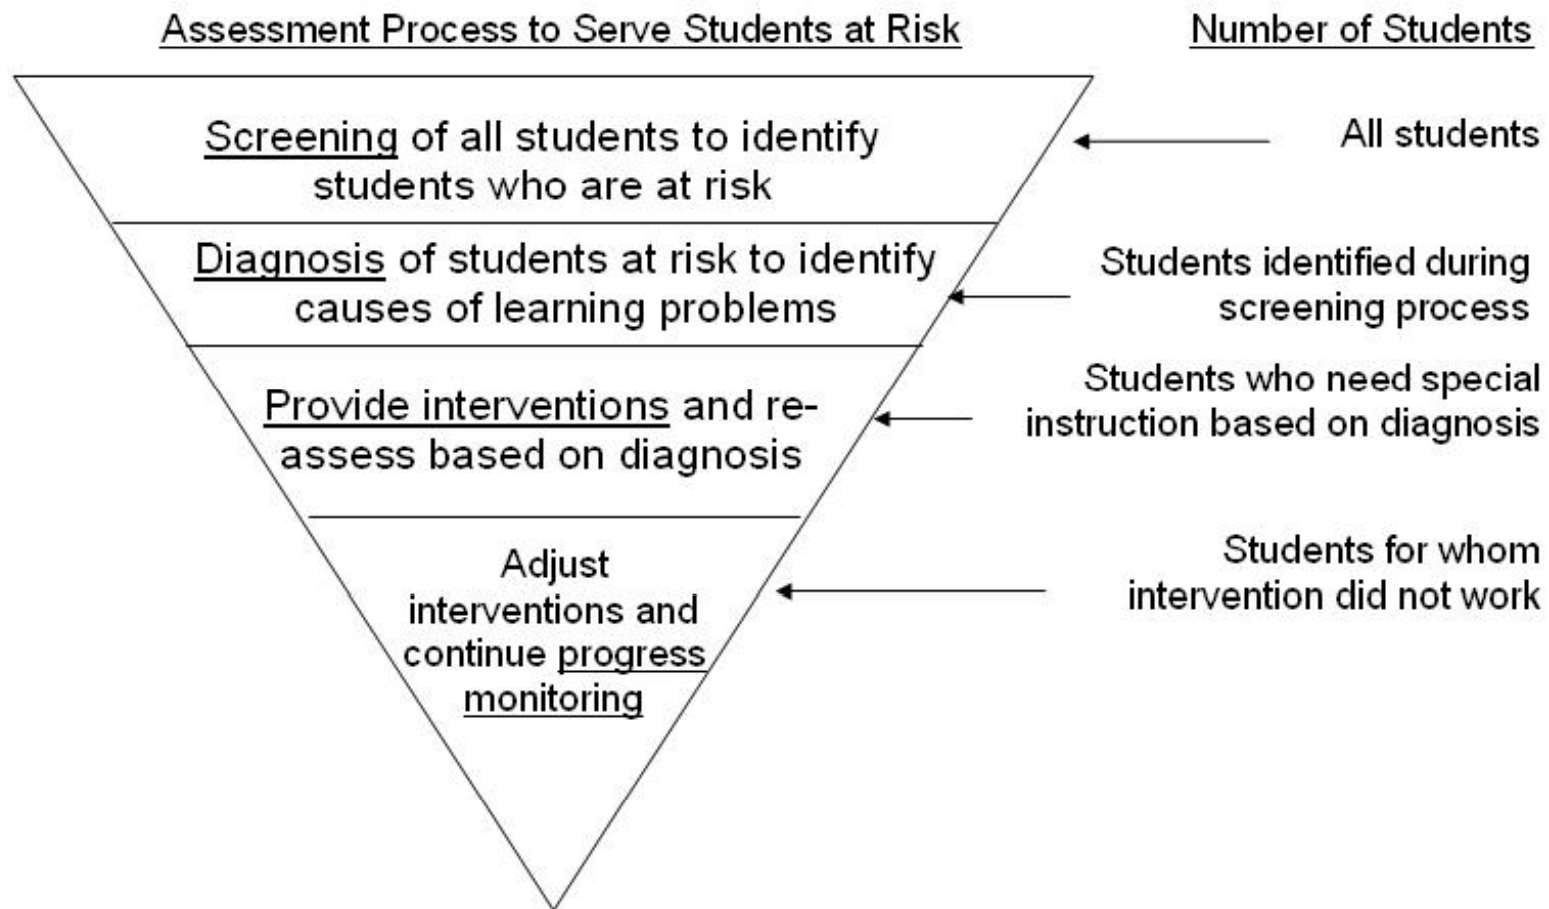 Assessment Process to Serve Students at Risk
Number of Students
Screening of all students to identify
students who are at risk
All students
Diagnosis of students at risk to identify
causes of learning problems
Students identified during
screening process
Provide interventions and re-
assess based on diagnosis
Students who need special
instruction based on diagnosis
Adjust
interventions and
continue progress
monitoring
Students for whom
intervention did not work